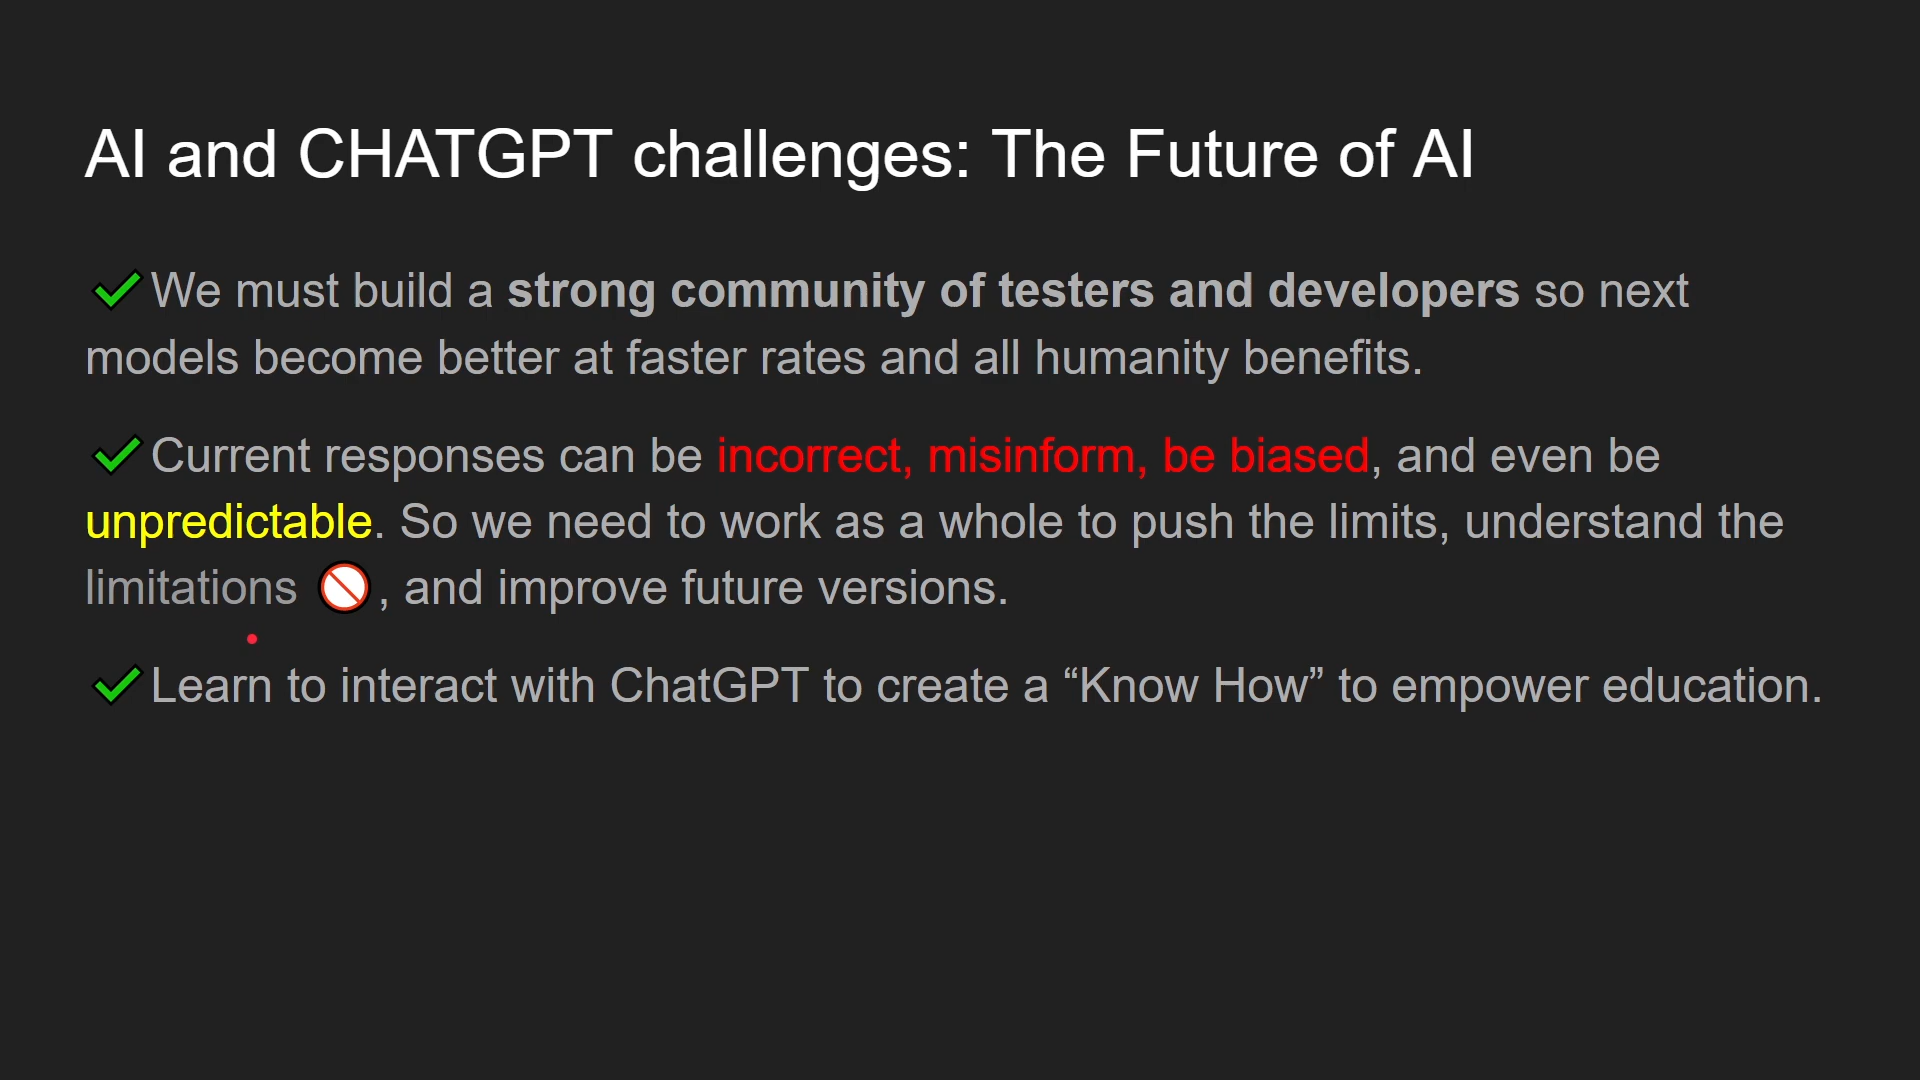 AI and CHATGPT challenges: The Future of AI
✔We must build a strong community of testers and developers so next
models become better at faster rates and all humanity benefits.
✔Current responses can be incorrect, misinform, be biased, and even be
unpredictable. So we need to work as a whole to push the limits, understand the
limitations 🚫, and improve future versions.
✔Learn to interact with ChatGPT to create a “Know How” to empower education.